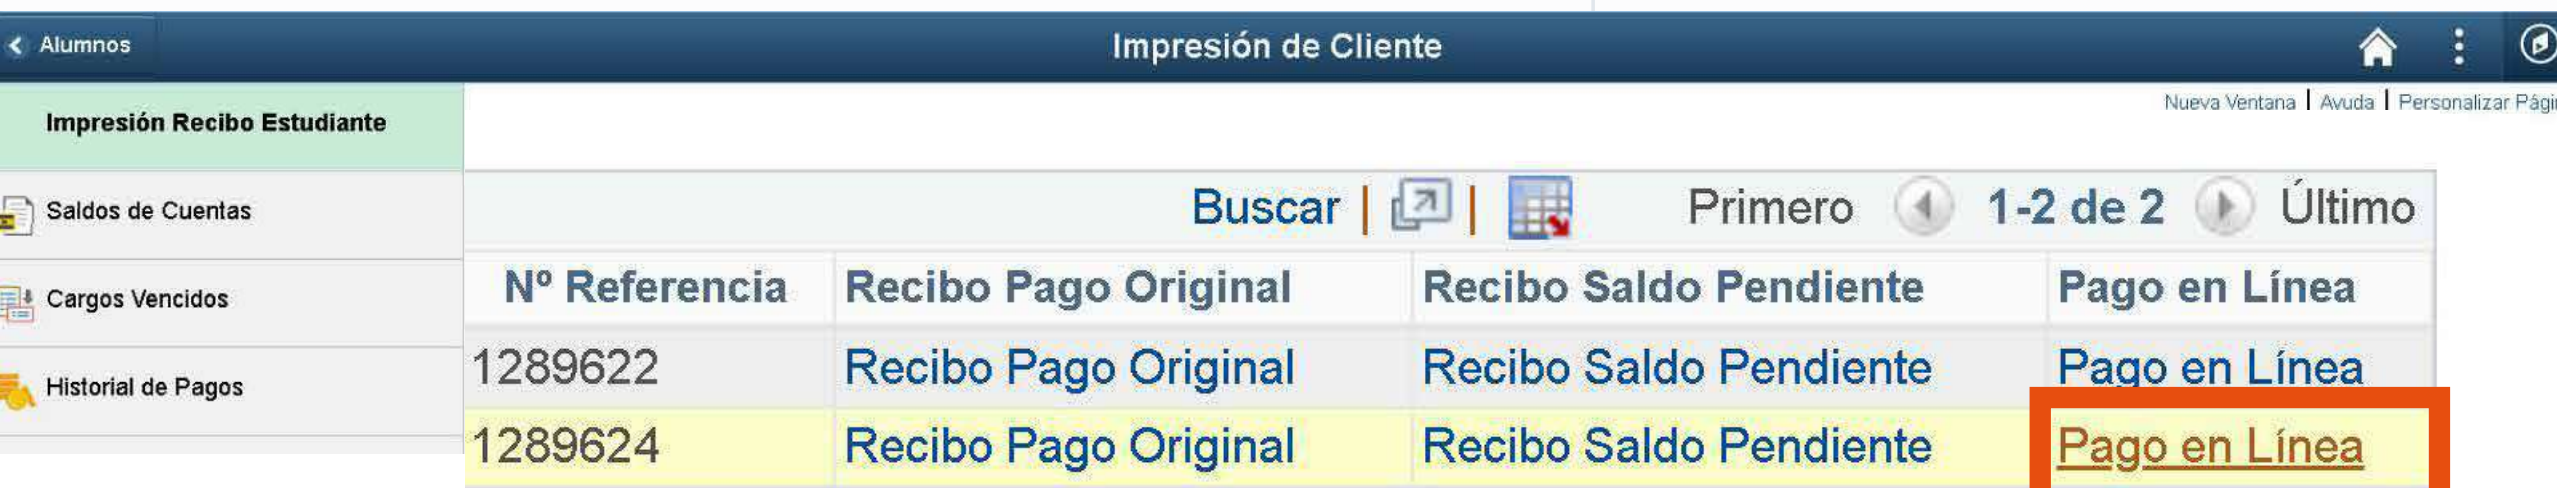 Alumnos
Impresión de Cliente
Nueva Ventana | Ayuda | Personalizar
Impresión Recibo Estudiante
Saldos de Cuentas
Cargos Vencidos
Historial de Pagos
Buscar | | Primero 1-2 de 2 Último
Nº Referencia Recibo Pago Original Recibo Saldo Pendiente Pago en Línea
1289622 Recibo Pago Original Recibo Saldo Pendiente Pago en Línea
1289624 Recibo Pago Original Recibo Saldo Pendiente Pago en Línea